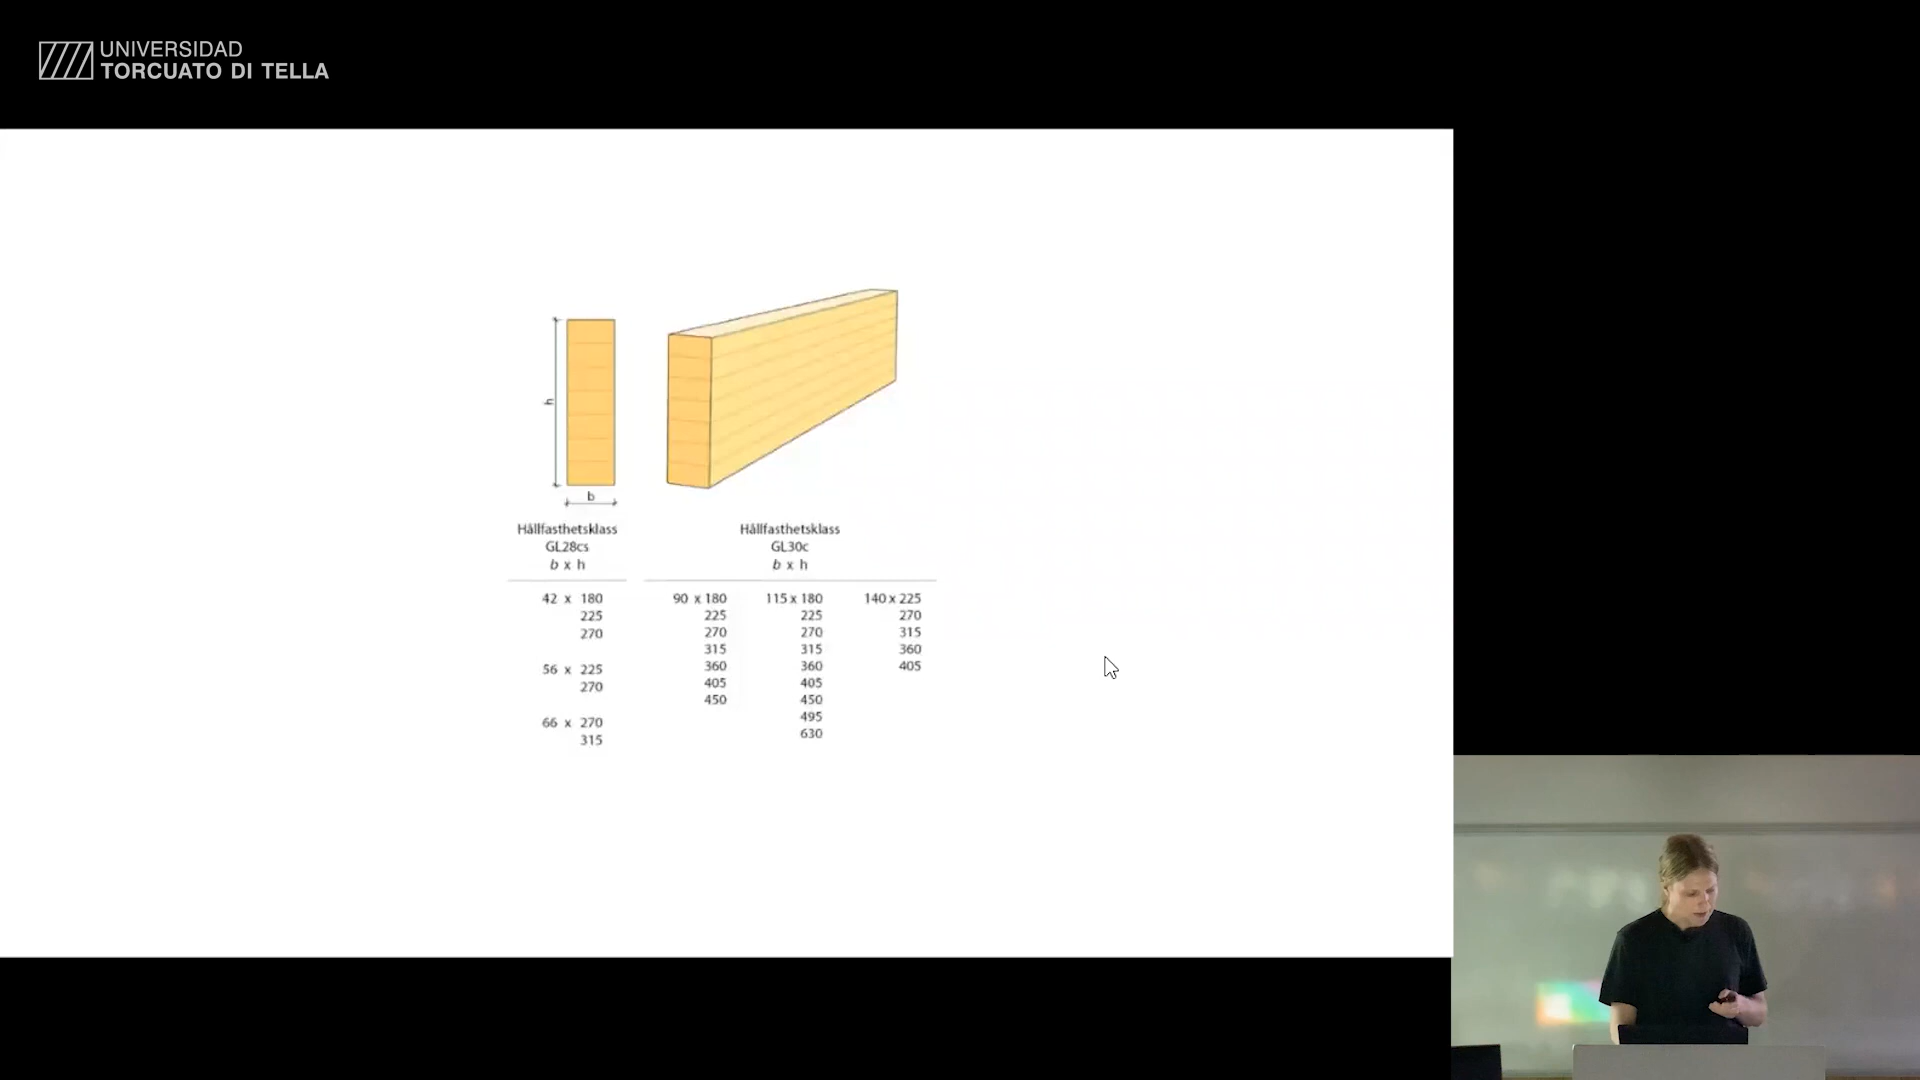 UNIVERSIDAD
TORCUATO DI TELLA
h
b
Hållfasthetsklass
GL28cs
b x h
42 x 180
225
270
56 x 225
270
66 x 270
315
Hållfasthetsklass
GL30c
b x h
90 x 180 115 x 180 140 x 225
225 225 270
270 270 315
315 315 360
360 360 405
405 405
450 450
495
630